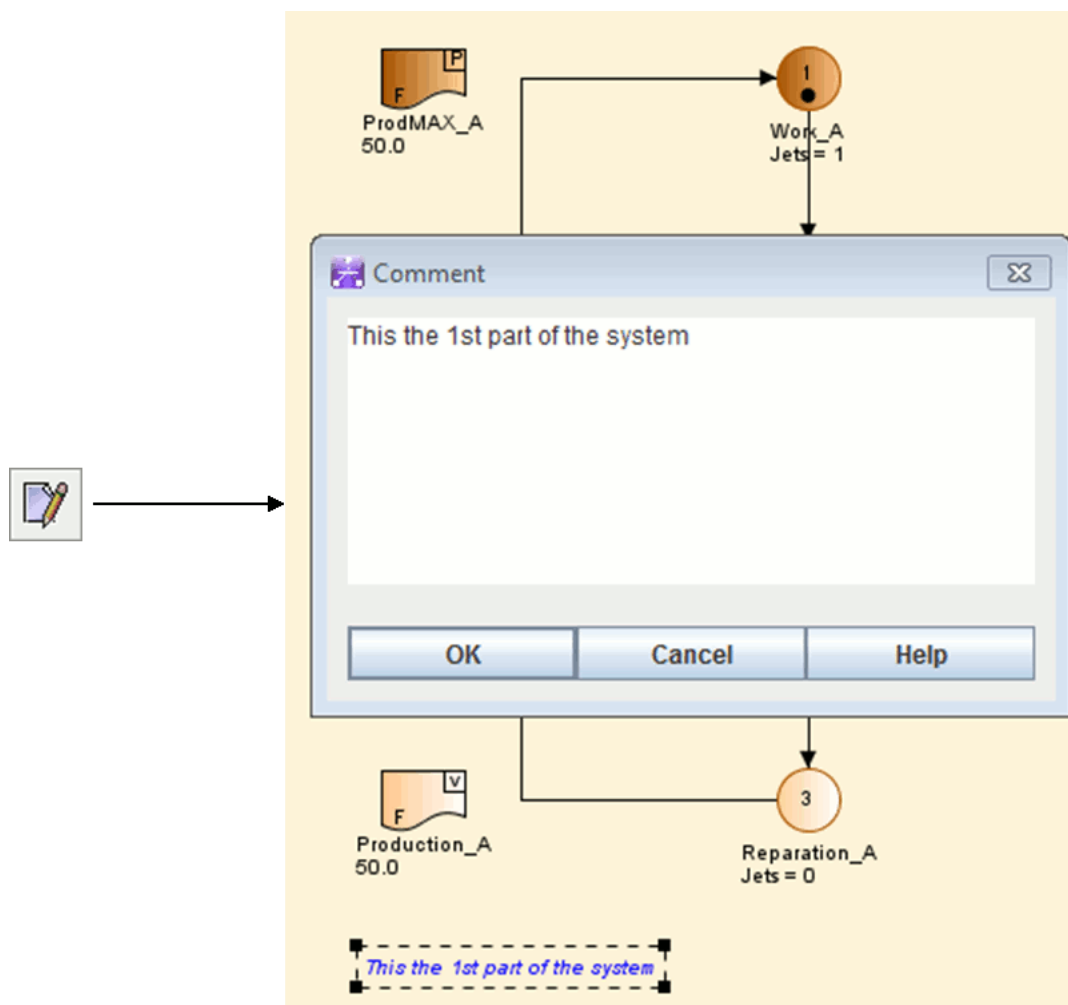 P
F
ProdMAX_A
50.0
1
Work_A
Jets = 1
Comment
This the 1st part of the system
OK Cancel Help
V
F
Production_A
50.0
3
Reparation_A
Jets = 0
This the 1st part of the system